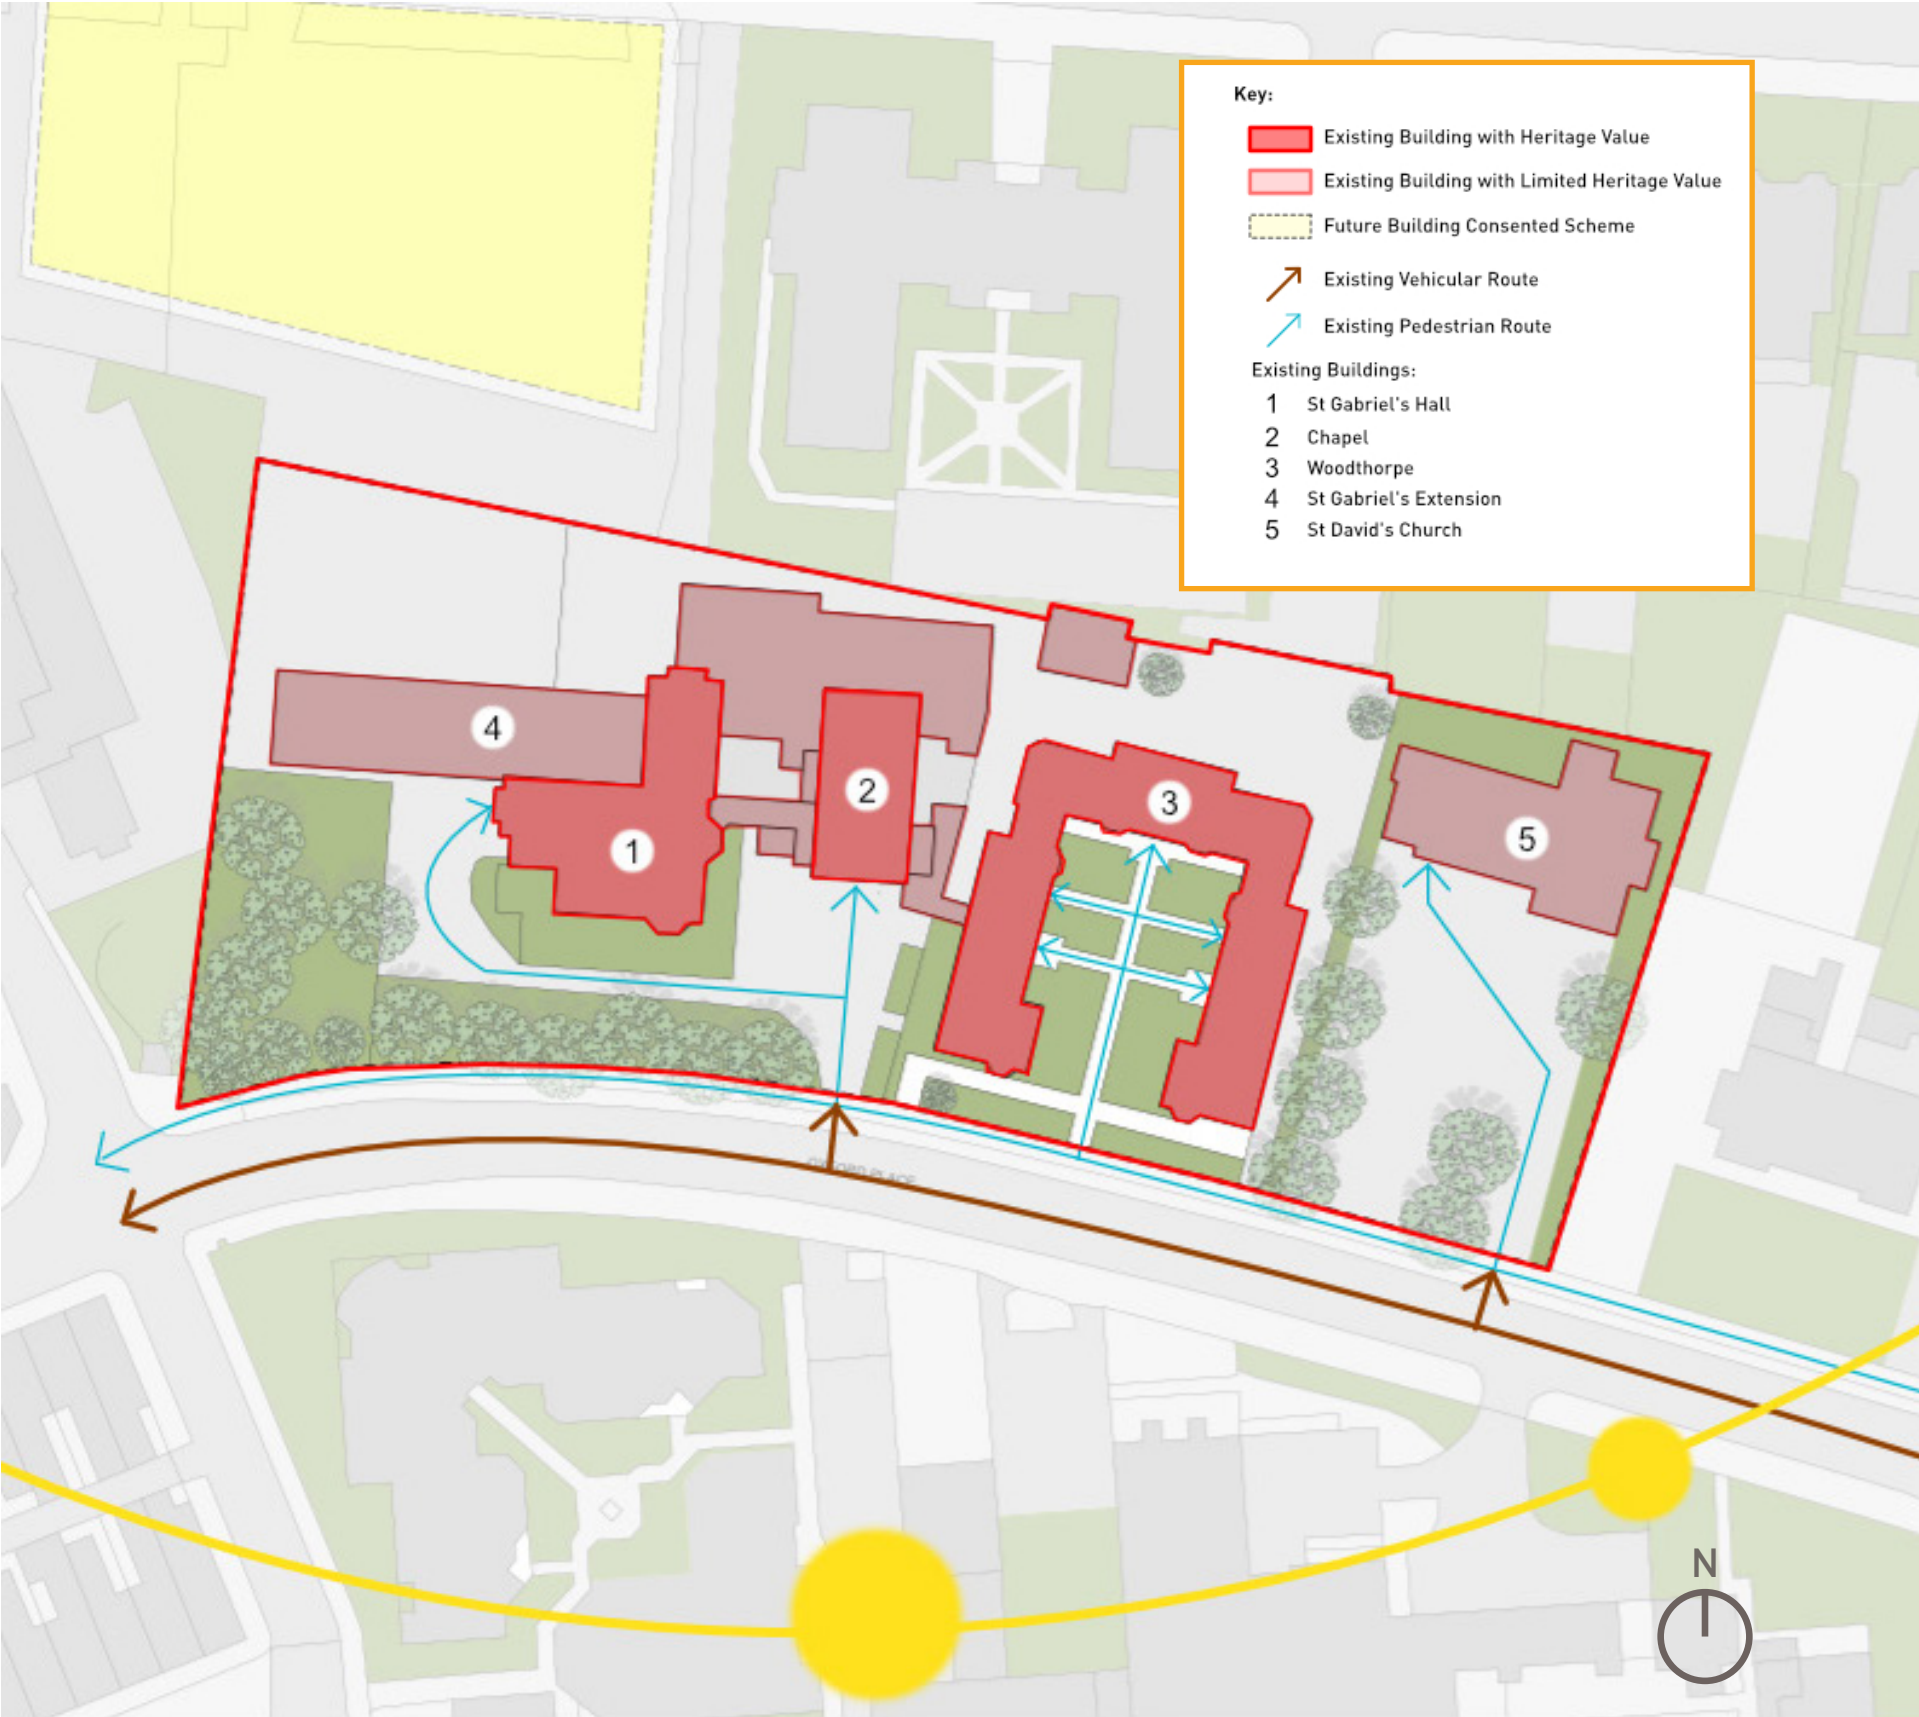 Key:
Existing Building with Heritage Value
Existing Building with Limited Heritage Value
Future Building Consented Scheme
Existing Vehicular Route
Existing Pedestrian Route
Existing Buildings:
1 St Gabriel's Hall
2 Chapel
3 Woodthorpe
4 St Gabriel's Extension
5 St David's Church
4
2
3
1
5
OXFORD PLACE
N